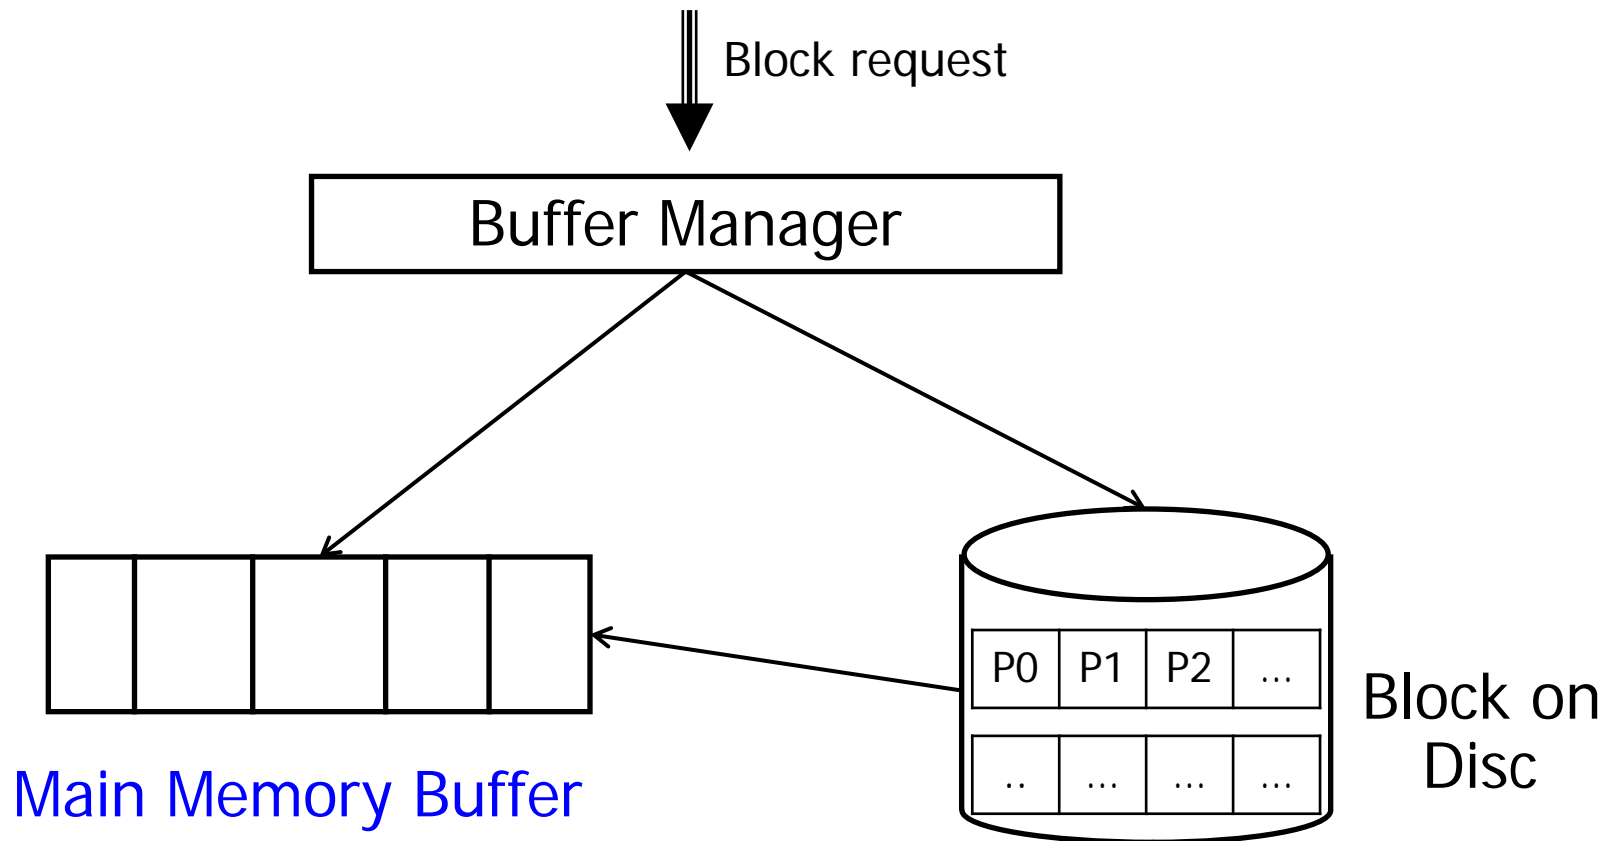 Block request
Buffer Manager
P0 P1 P2 ...
.. ... ... ...
Block on
Disc
Main Memory Buffer